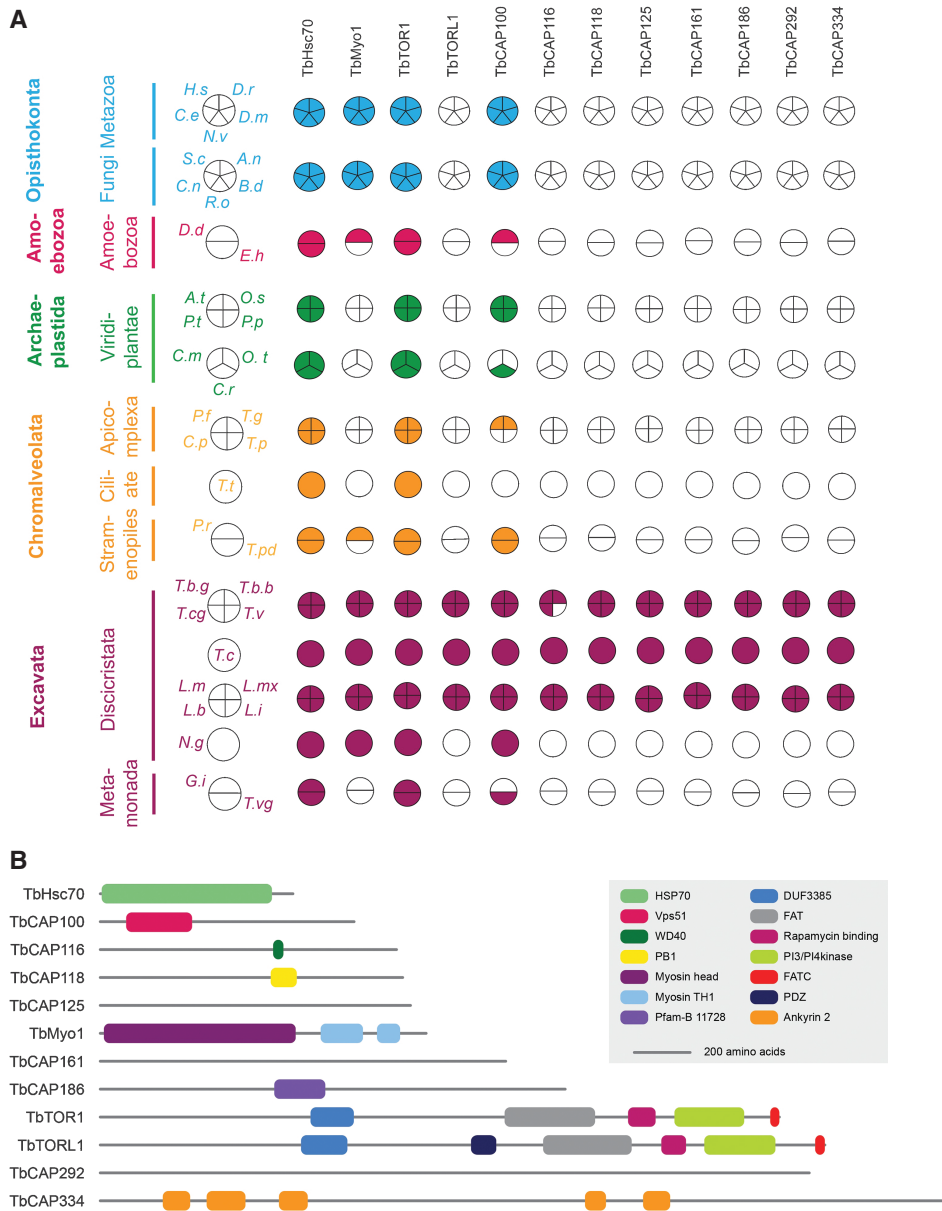 A
TbHsc70
TbMyo1
TbTOR1
TbTORL1
TbCAP100
TbCAP116
TbCAP118
TbCAP125
TbCAP161
TbCAP186
TbCAP292
TbCAP334
Opisthokonta
Metazoa
H.s D.r
C.e D.m
N.v
Fungi
S.c A.n
C.n B.d
R.o
Amo-
ebozoa
Amoe-
bozoa
D.d
E.h
Archae-
plastida
Viridi-
plantae
A.t O.s
P.t P.p
C.m O. t
C.r
Chromalveolata
Apico-
mplexa
P.f T.g
C.p T.p
Cili-
ate
T.t
Stram-
enopiles
P.r
T.pd
Excavata
Discicristata
T.b.g T.b.b
T.cg T.v
T.c
L.m L.mx
L.b L.i
N.g
Meta-
monada
G.i
T.vg
B
TbHsc70
TbCAP100
TbCAP116
TbCAP118
TbCAP125
TbMyo1
TbCAP161
TbCAP186
TbTOR1
TbTORL1
TbCAP292
TbCAP334
HSP70 DUF3385
Vps51 FAT
WD40 Rapamycin binding
PB1 PI3/PI4kinase
Myosin head FATC
Myosin TH1 PDZ
Pfam-B 11728 Ankyrin 2
200 amino acids